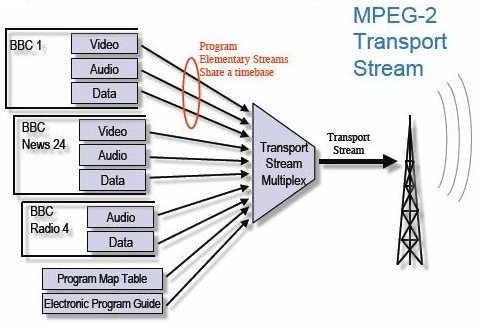 MPEG-2
Transport
Stream
BBC 1
Video
Audio
Data
Program
Elementary Streams
Share a timebase
BBC
News 24
Video
Audio
Data
BBC
Radio 4
Audio
Data
Program Map Table
Electronic Program Guide
Transport
Stream
Multiplex
Transport
Stream